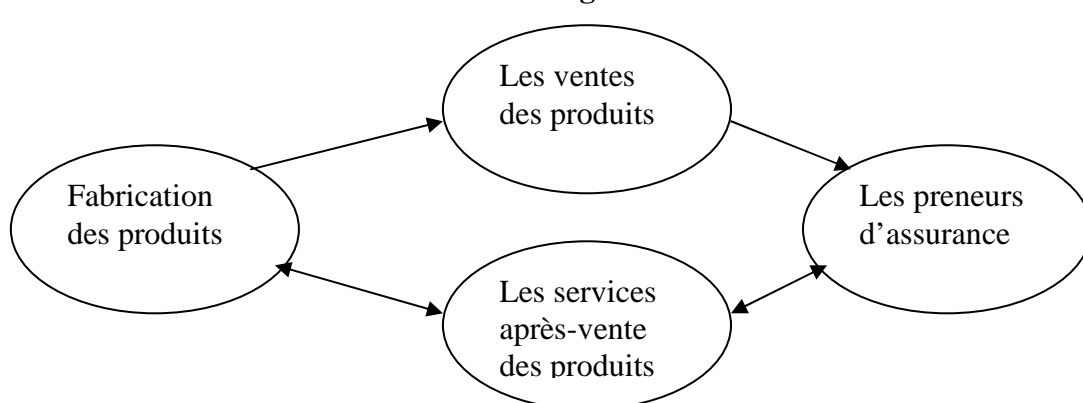 Les ventes
des produits
Fabrication
des produits
Les preneurs
d’assurance
Les services
après-vente
des produits